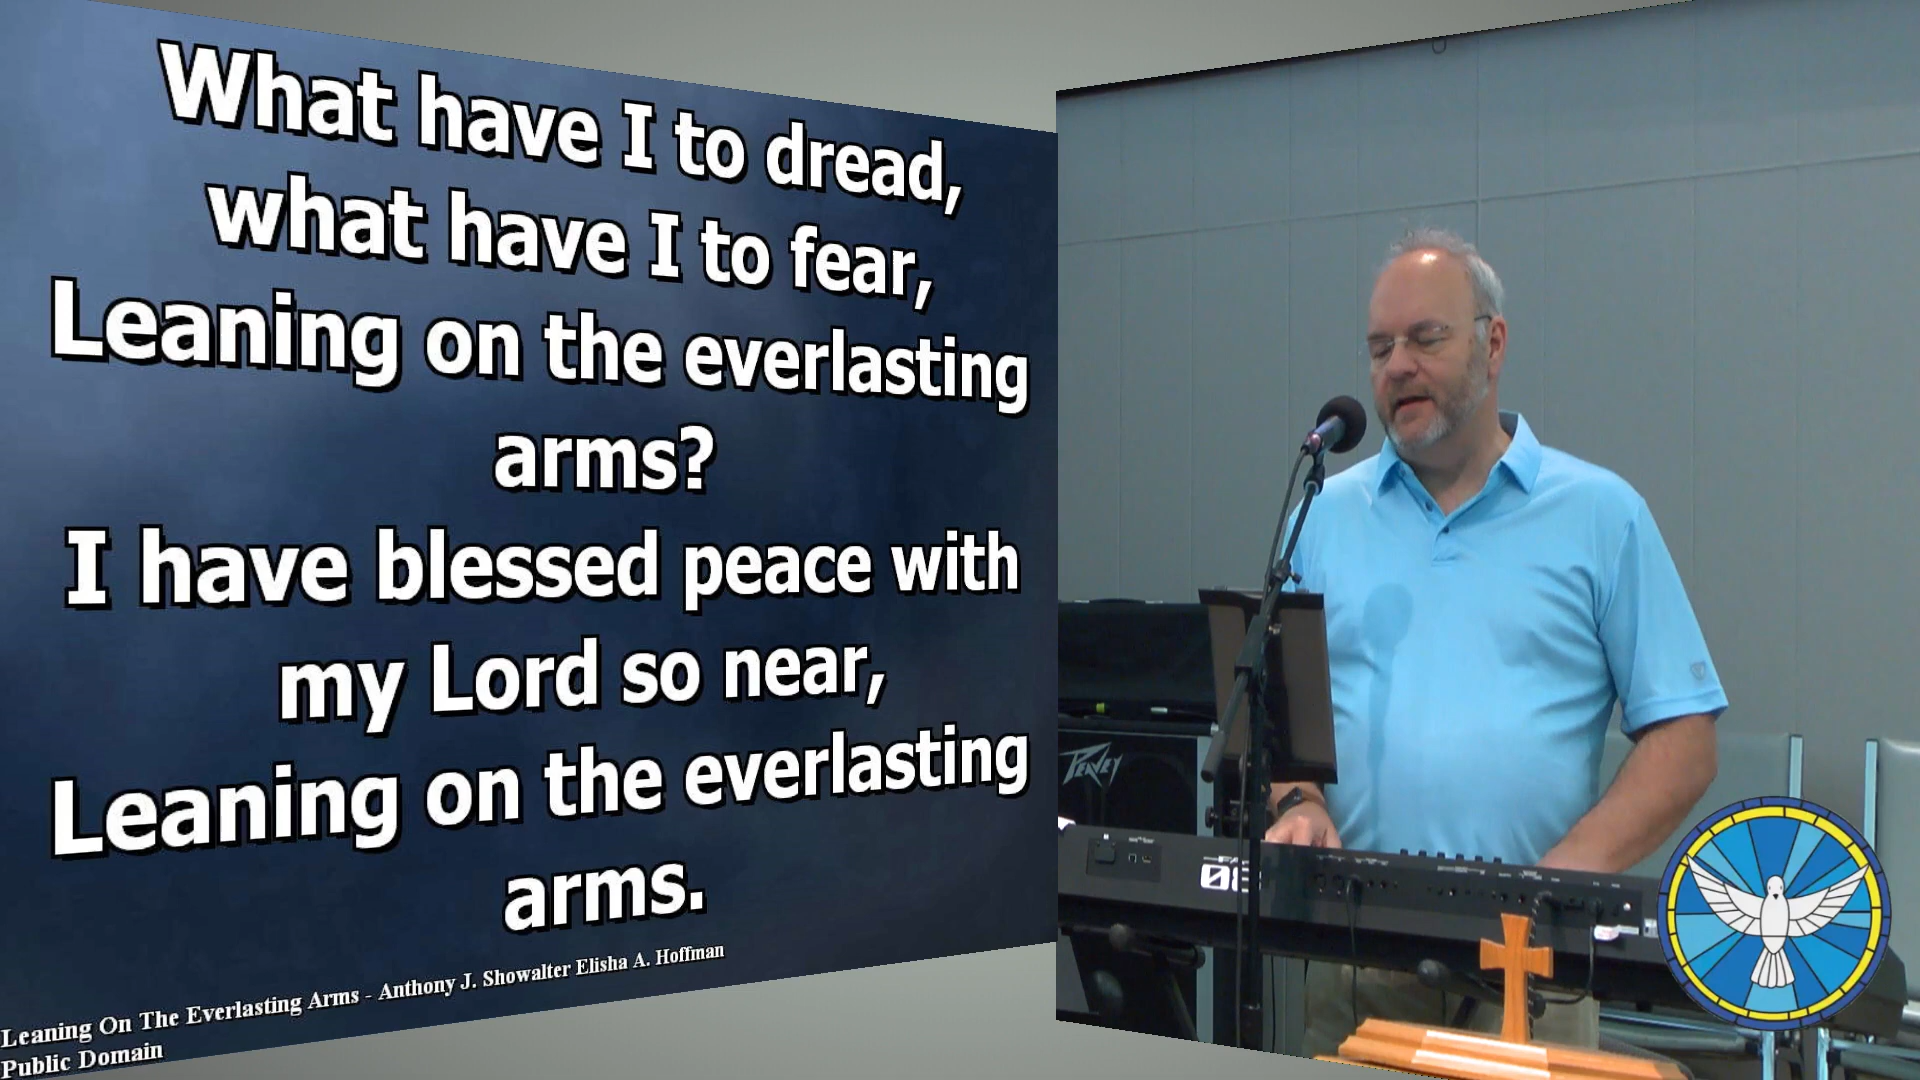 What have I to dread,
what have I to fear,
Leaning on the everlasting
arms?
I have blessed peace with
my Lord so near,
Leaning on the everlasting
arms.
Leaning On The Everlasting Arms - Anthony J. Showalter Elisha A. Hoffman
Public Domain
PEAVEY